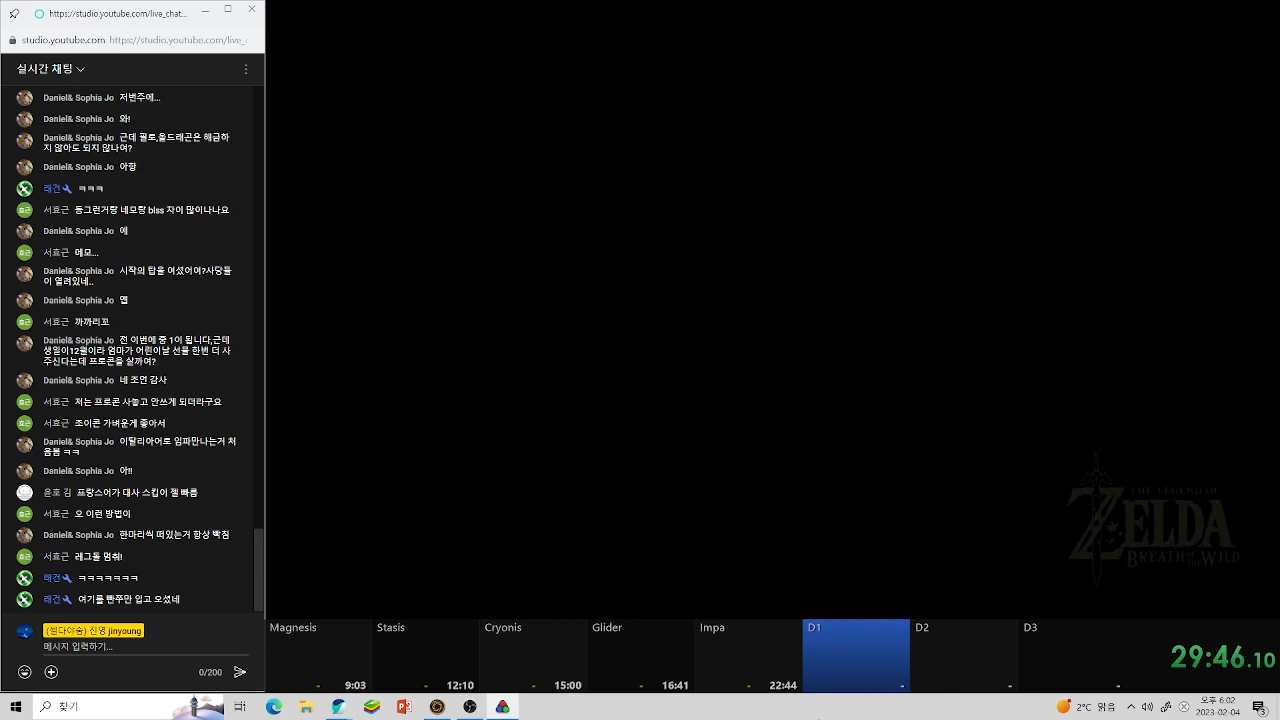 https://studio.youtube.com/live_chat...
studio.youtube.com https://studio.youtube.com/live_c
실시간 채팅
Daniel& Sophia Jo 저번주에...
Daniel& Sophia Jo 와!
Daniel& Sophia Jo 근데 필로,올드래곤은 해금하
지 않아도 되지 않나여?
Daniel& Sophia Jo 아항
래건 ㅋㅋㅋ
서효근 등그런거랑 네모랑 blss 차이 많이나나요
Daniel& Sophia Jo 예
서효근 메모...
Daniel& Sophia Jo 시작의 탑을 여셨어여?사당들
이 열려있네..
Daniel& Sophia Jo 맵
서효근 까까리꼬
Daniel& Sophia Jo 진 이번에 중 1이 됩니다,근데
생일이12월이라 엄마가 어린이날 선물 한번 더 사
주신다는데 프로콘을 살까여?
Daniel& Sophia Jo 네 조언 감사
서효근 저는 프로콘 사놓고 안쓰게 되더라구요
서효근 조이콘 가벼운게 좋아서
Daniel& Sophia Jo 이탈리아어로 임파만나는거 처
음봄 ㅋㅋ
Daniel& Sophia Jo 아!!
윤호 김 프랑스어가 대사 스킵이 젤 빠름
서효근 오 이런 방법이
Daniel& Sophia Jo 한마리씩 떠있는거 항상 빡침
서효근 레그돌 멈춰!
래건 ㅋㅋㅋㅋㅋㅋㅋ
래건 여기를 빤쭈만 입고 오셨네
(젤다야숨) 진영 jinyoung
메시지 입력하기...
0/200
THE LEGEND OF
ZELDA
BREATH OF THE WILD
Magnesis Stasis Cryonis Glider Impa D1 D2 D3
- 9:03 - 12:10 - 15:00 - 16:41 - 22:44 - - -
29:46.10
찾기
2°C 맑음
오후 6:02
2023-02-04
3